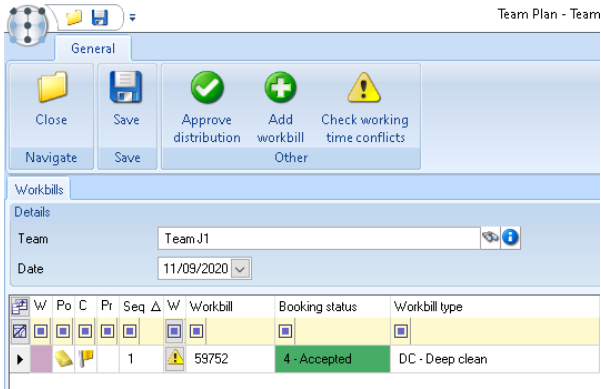 Team Plan - Team
General
Close
Save
Approve distribution
Add workbill
Check working time conflicts
Navigate
Save
Other
Workbills
Details
Team Team J1
Date 11/09/2020
W Po C Pr Seq W Workbill Booking status Workbill type
1 59752 4 - Accepted DC - Deep clean